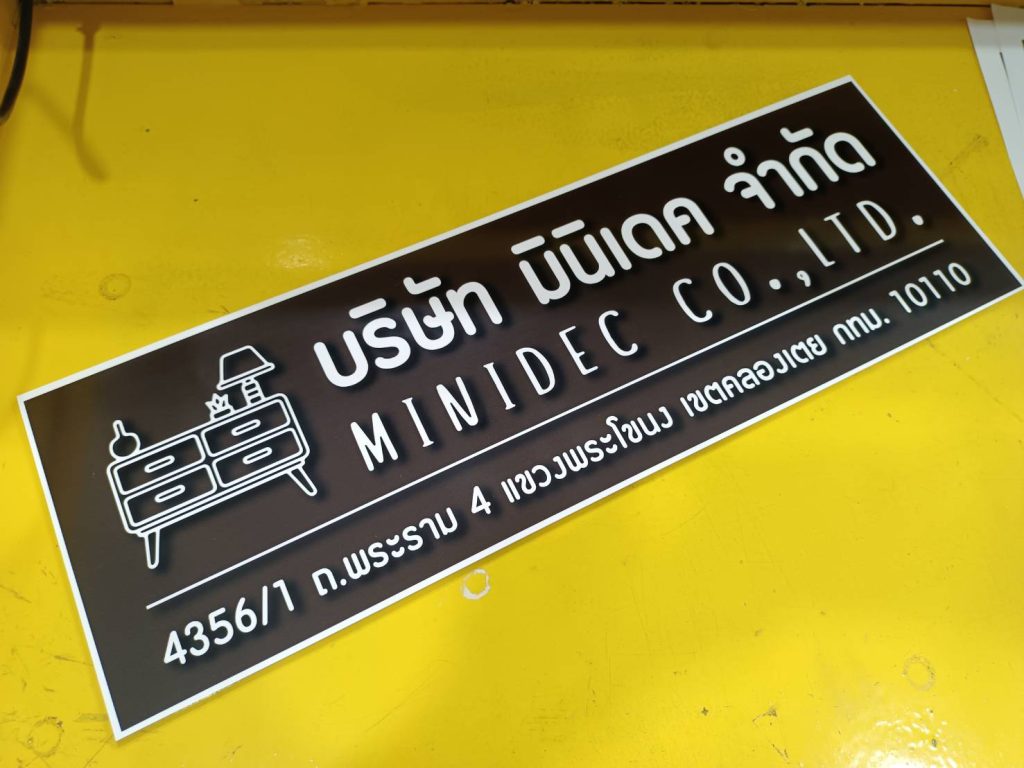 บริษัท มินิเดค จำกัด
MINIDEC CO.,LTD.
4356/1 ถ.พระราม 4 แขวงพระโขนง เขตคลองเตย กทม. 10110